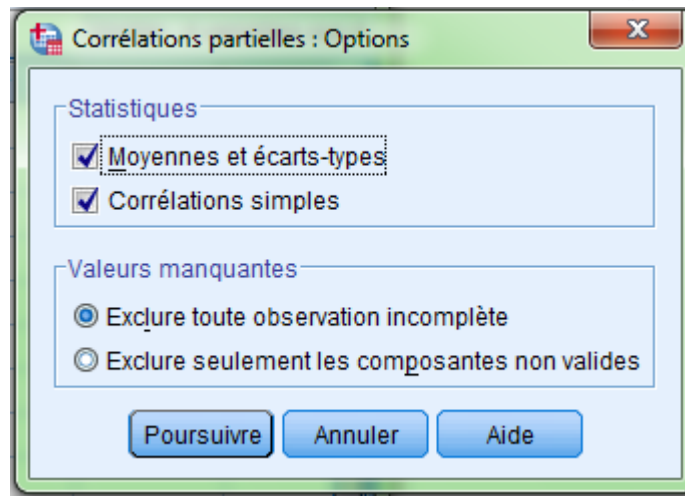 Corrélations partielles : Options
Statistiques
Moyennes et écarts-types
Corrélations simples
Valeurs manquantes
Exclure toute observation incomplète
Exclure seulement les composantes non valides
Poursuivre Annuler Aide